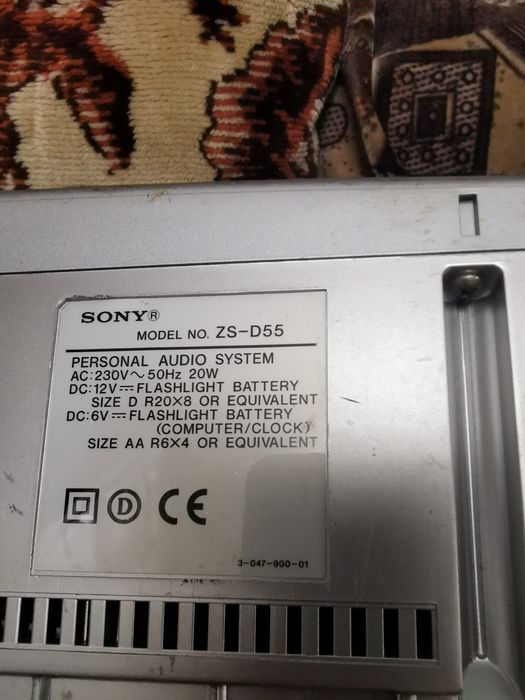 SONY®
MODEL NO. ZS-D55
PERSONAL AUDIO SYSTEM
AC:230V~50Hz 20W
DC:12V⎓FLASHLIGHT BATTERY
SIZE D R20×8 OR EQUIVALENT
DC:6V⎓FLASHLIGHT BATTERY
(COMPUTER/CLOCK)
SIZE AA R6×4 OR EQUIVALENT
D CE
3-047-900-01